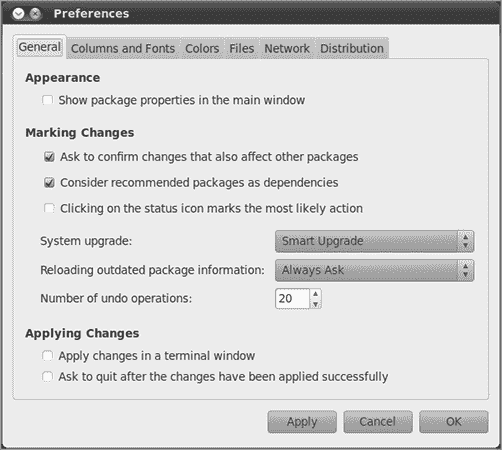 Preferences
General Columns and Fonts Colors Files Network Distribution
Appearance
Show package properties in the main window
Marking Changes
Ask to confirm changes that also affect other packages
Consider recommended packages as dependencies
Clicking on the status icon marks the most likely action
System upgrade: Smart Upgrade
Reloading outdated package information: Always Ask
Number of undo operations: 20
Applying Changes
Apply changes in a terminal window
Ask to quit after the changes have been applied successfully
Apply Cancel OK